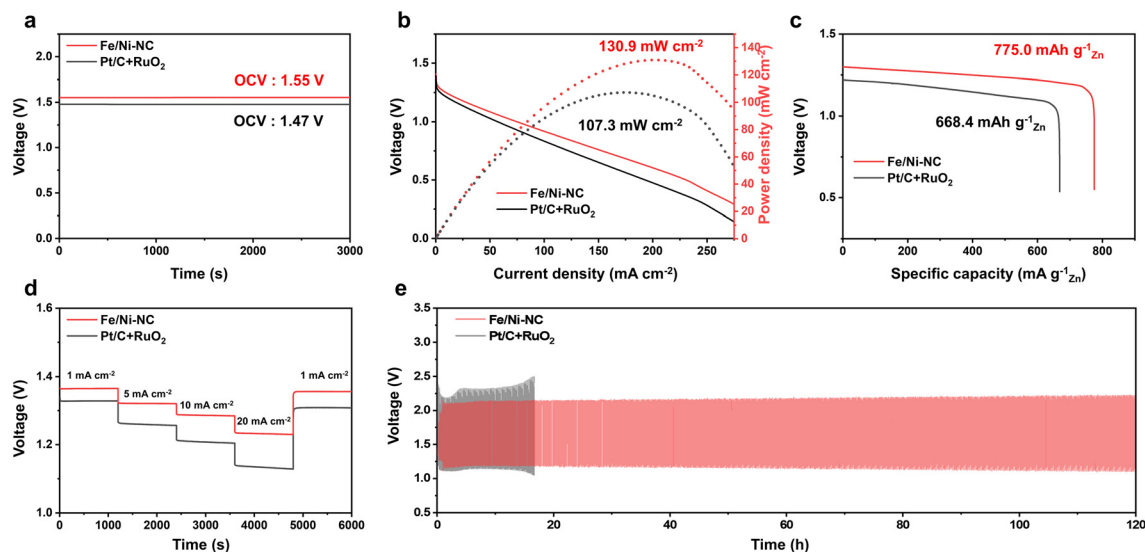 a
Fe/Ni-NC
Pt/C+RuO₂
OCV : 1.55 V
OCV : 1.47 V
2.0
1.5
1.0
0.5
0.0
Voltage (V)
0 1000 2000 3000
Time (s)
b
130.9 mW cm⁻²
107.3 mW cm⁻²
Fe/Ni-NC
Pt/C+RuO₂
1.5
1.0
0.5
0.0
Voltage (V)
140
120
100
80
60
40
20
0
Power density (mW cm⁻²)
0 50 100 150 200 250
Current density (mA cm⁻²)
c
775.0 mAh g⁻¹Zn
668.4 mAh g⁻¹Zn
Fe/Ni-NC
Pt/C+RuO₂
1.5
1.0
0.5
Voltage (V)
0 200 400 600 800
Specific capacity (mA g⁻¹Zn)
d
Fe/Ni-NC
Pt/C+RuO₂
1 mA cm⁻²
5 mA cm⁻²
10 mA cm⁻²
20 mA cm⁻²
1 mA cm⁻²
1.6
1.4
1.2
1.0
Voltage (V)
0 1000 2000 3000 4000 5000 6000
Time (s)
e
Fe/Ni-NC
Pt/C+RuO₂
3.5
3.0
2.5
2.0
1.5
1.0
0.5
Voltage (V)
0 20 40 60 80 100 120
Time (h)